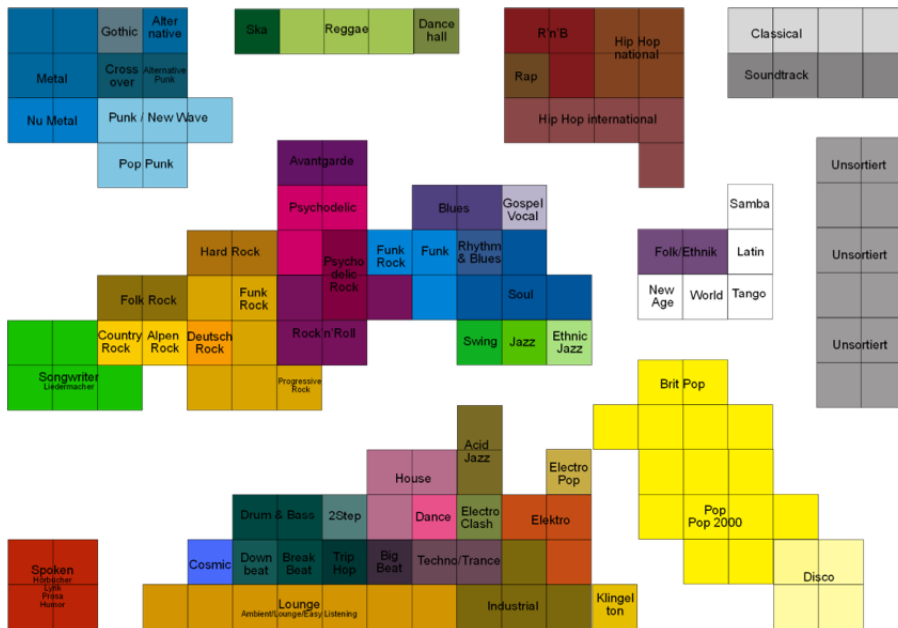 Gothic
Alter
native
Ska
Reggae
Dance
hall
R'n'B
Hip Hop
national
Classical
Metal
Cross
over
Alternative
Punk
Rap
Soundtrack
Nu Metal
Punk / New Wave
Hip Hop international
Pop Punk
Avantgarde
Unsortiert
Psychodelic
Blues
Gospel
Vocal
Samba
Hard Rock
Psycho
delic
Rock
Funk
Rock
Funk
Rhythm
& Blues
Folk/Ethnik
Latin
Unsortiert
Folk Rock
Funk
Rock
Soul
New
Age
World
Tango
Country
Rock
Alpen
Rock
Deutsch
Rock
Rock'n'Roll
Swing
Jazz
Ethnic
Jazz
Unsortiert
Songwriter
Liedermacher
Progressive
Rock
Brit Pop
Acid
Jazz
House
Electro
Pop
Drum & Bass
2Step
Dance
Electro
Clash
Elektro
Pop
Pop 2000
Spoken
Hörbücher
Lyrik
Press
Humor
Cosmic
Down
beat
Break
Beat
Trip
Hop
Big
Beat
Techno/Trance
Disco
Lounge
Ambient/Lounge/Easy Listening
Industrial
Klingel
ton